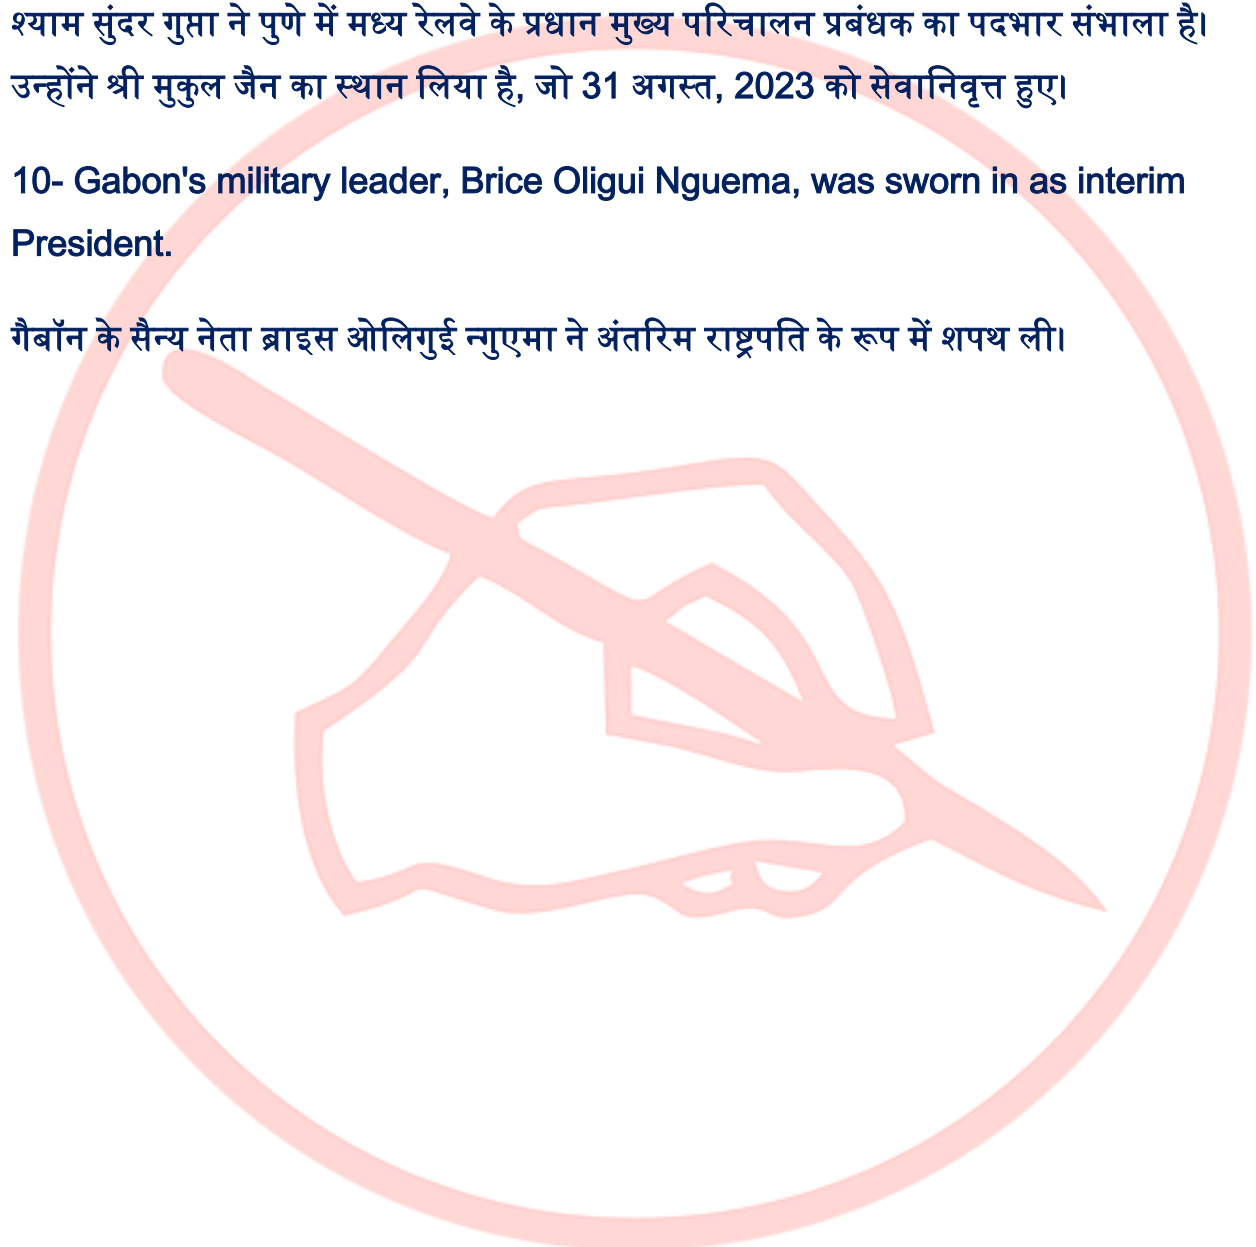 श्याम सुंदर गुप्ता ने पुणे में मध्य रेलवे के प्रधान मुख्य परिचालन प्रबंधक का पदभार संभाला है।
उन्होंने श्री मुकुल जैन का स्थान लिया है, जो 31 अगस्त, 2023 को सेवानिवृत्त हुए।
10- Gabon's military leader, Brice Oligui Nguema, was sworn in as interim
President.
गैबॉन के सैन्य नेता ब्राइस ओलिगुई न्गुएमा ने अंतरिम राष्ट्रपति के रूप में शपथ ली।